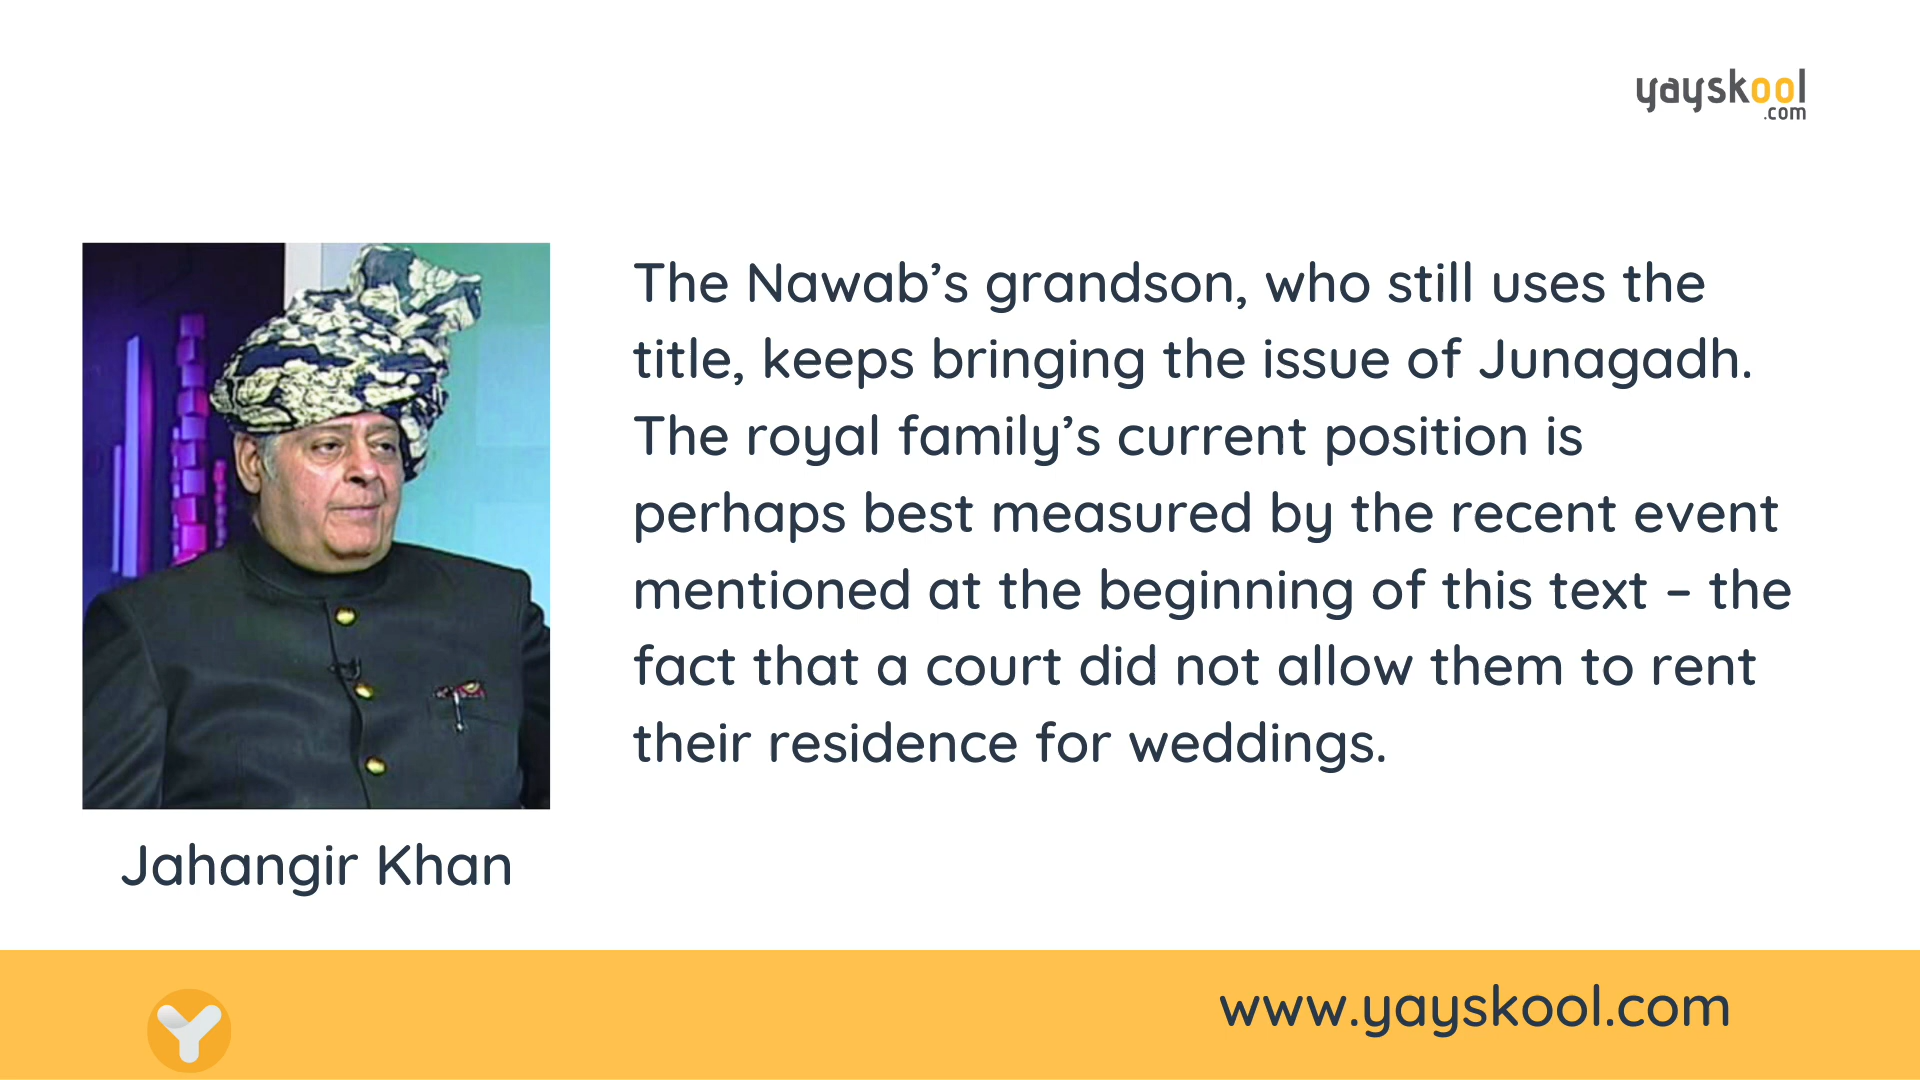 yayskool
.com
The Nawab’s grandson, who still uses the
title, keeps bringing the issue of Junagadh.
The royal family’s current position is
perhaps best measured by the recent event
mentioned at the beginning of this text – the
fact that a court did not allow them to rent
their residence for weddings.
Jahangir Khan
www.yayskool.com